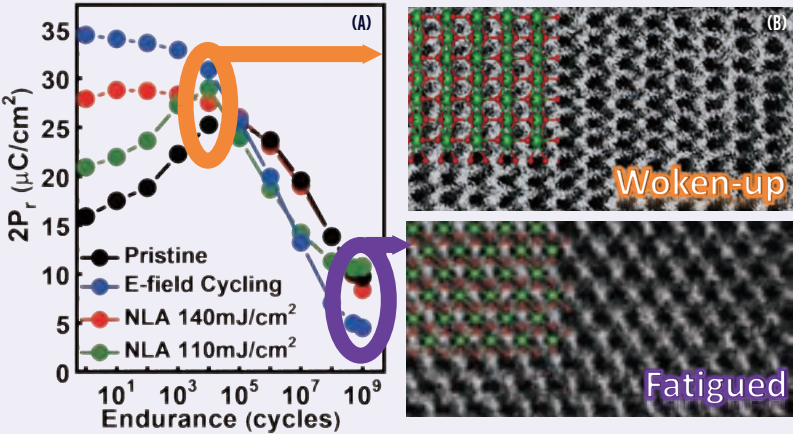 (A)
35
30
25
20
15
10
5
0
2Pr (μC/cm²)
Pristine
E-field Cycling
NLA 140mJ/cm²
NLA 110mJ/cm²
10¹ 10³ 10⁵ 10⁷ 10⁹
Endurance (cycles)
(B)
Woken-up
Fatigued